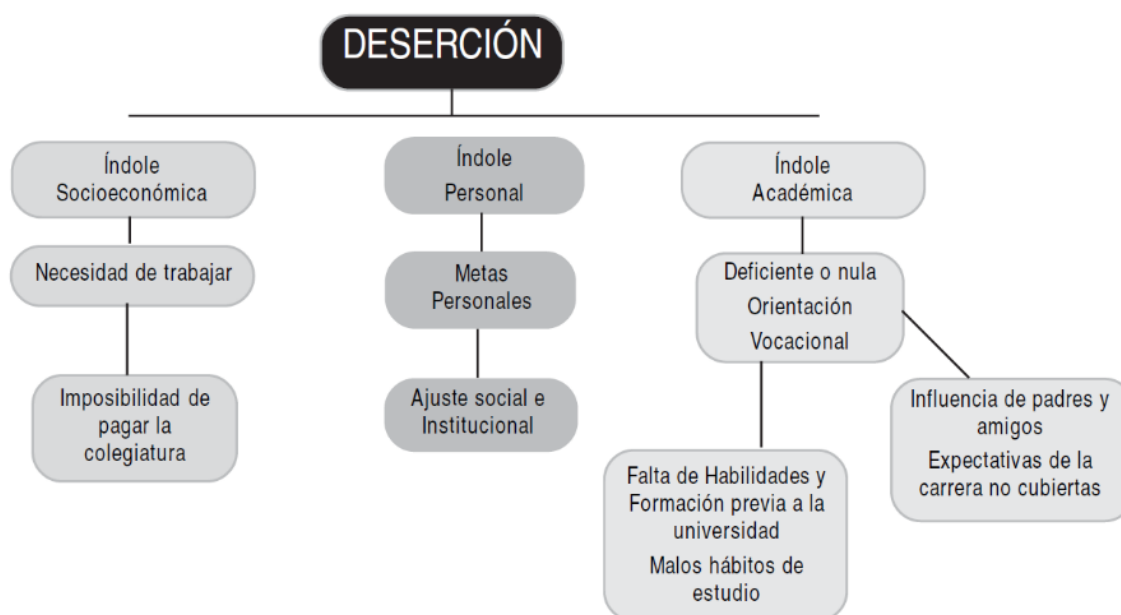 DESERCIÓN
Índole
Socioeconómica
Necesidad de trabajar
Imposibilidad de
pagar la
colegiatura
Índole
Personal
Metas
Personales
Ajuste social e
Institucional
Índole
Académica
Deficiente o nula
Orientación
Vocacional
Falta de Habilidades y
Formación previa a la
universidad
Malos hábitos de
estudio
Influencia de padres y
amigos
Expectativas de la
carrera no cubiertas